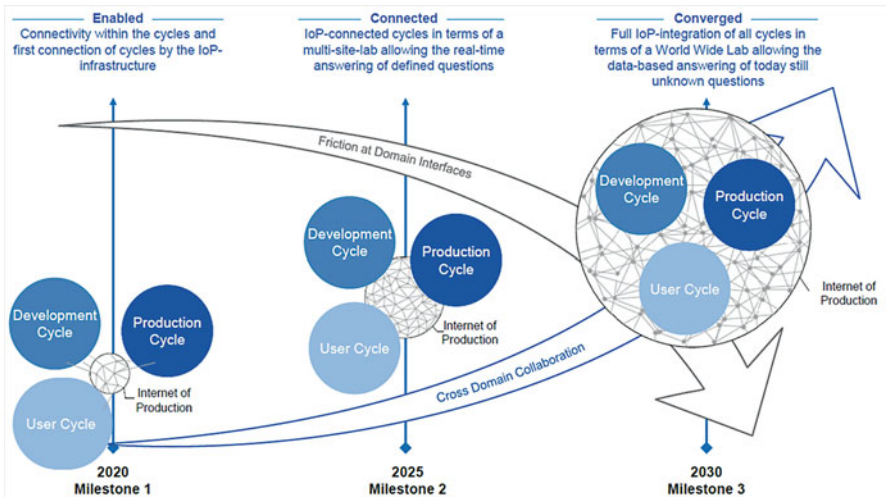 Enabled
Connectivity within the cycles and
first connection of cycles by the IoP-
infrastructure
Connected
IoP-connected cycles in terms of a
multi-site-lab allowing the real-time
answering of defined questions
Converged
Full IoP-integration of all cycles in
terms of a World Wide Lab allowing the
data-based answering of today still
unknown questions
Friction at Domain Interfaces
Development
Cycle
Production
Cycle
User Cycle
Internet of
Production
Development
Cycle
Production
Cycle
User Cycle
Internet of
Production
Development
Cycle
Production
Cycle
User Cycle
Internet of
Production
Cross Domain Collaboration
2020
Milestone 1
2025
Milestone 2
2030
Milestone 3